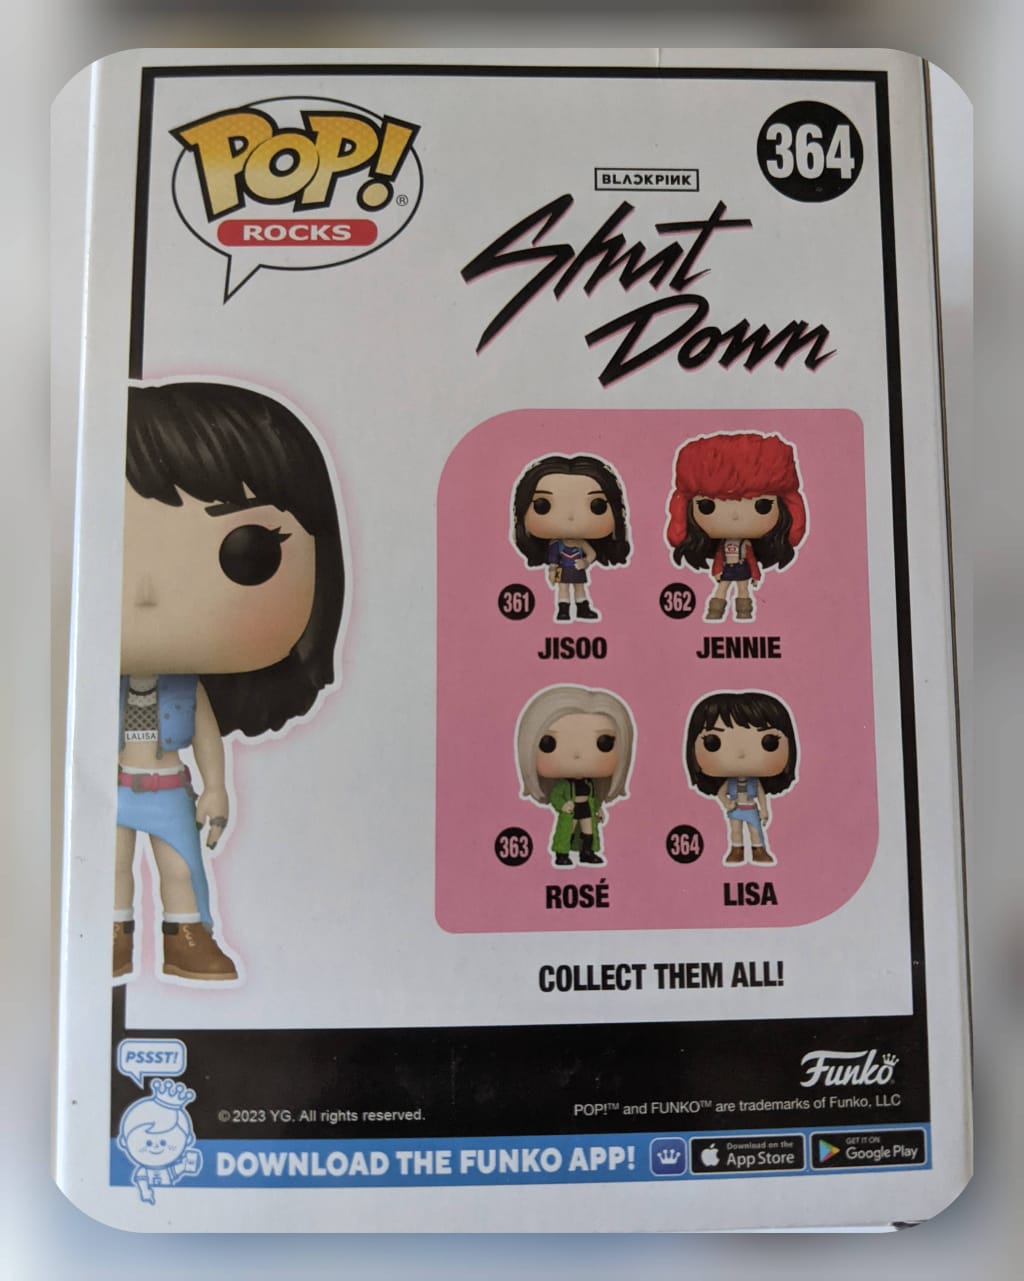 POP!®
ROCKS
364
BLɅƆKPIИK
Shut
Down
361
JISOO
362
JENNIE
363
ROSÉ
364
LISA
LALISA
COLLECT THEM ALL!
PSSST!
Funko
© 2023 YG. All rights reserved.
POP!™ and FUNKO™ are trademarks of Funko, LLC
DOWNLOAD THE FUNKO APP!
Download on the
App Store
GET IT ON
Google Play